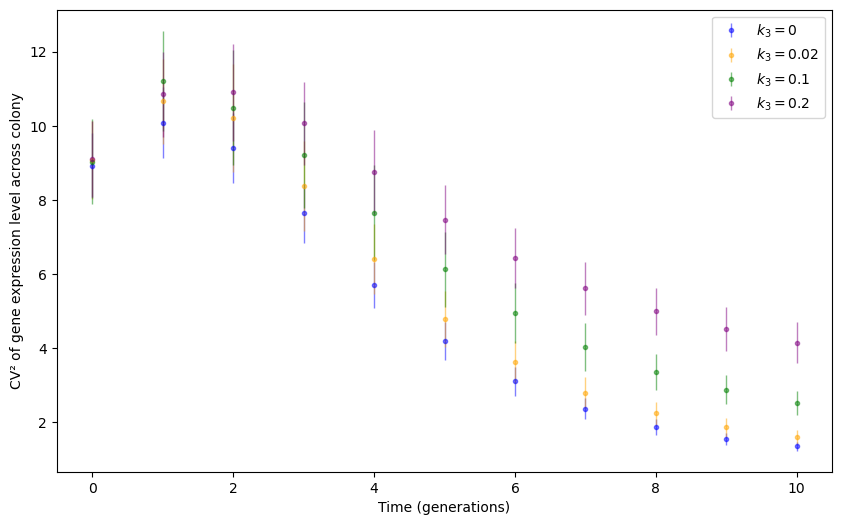 k₃ = 0
k₃ = 0.02
k₃ = 0.1
k₃ = 0.2
CV² of gene expression level across colony
12
10
8
6
4
2
0 2 4 6 8 10
Time (generations)